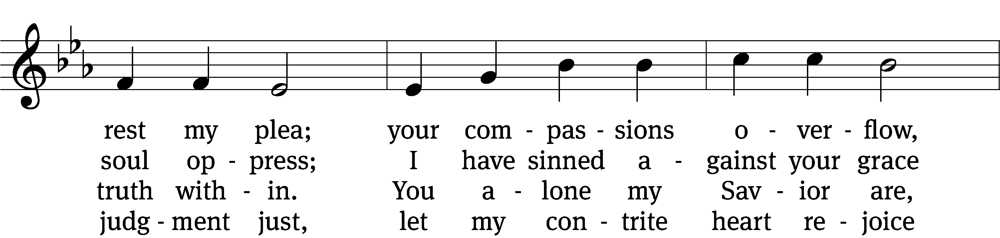 rest my plea; your com - pas - sions o - ver - flow,
soul op - press; I have sinned a - gainst your grace
truth with - in. You a - lone my Sav - ior are,
judg - ment just, let my con - trite heart re - joice